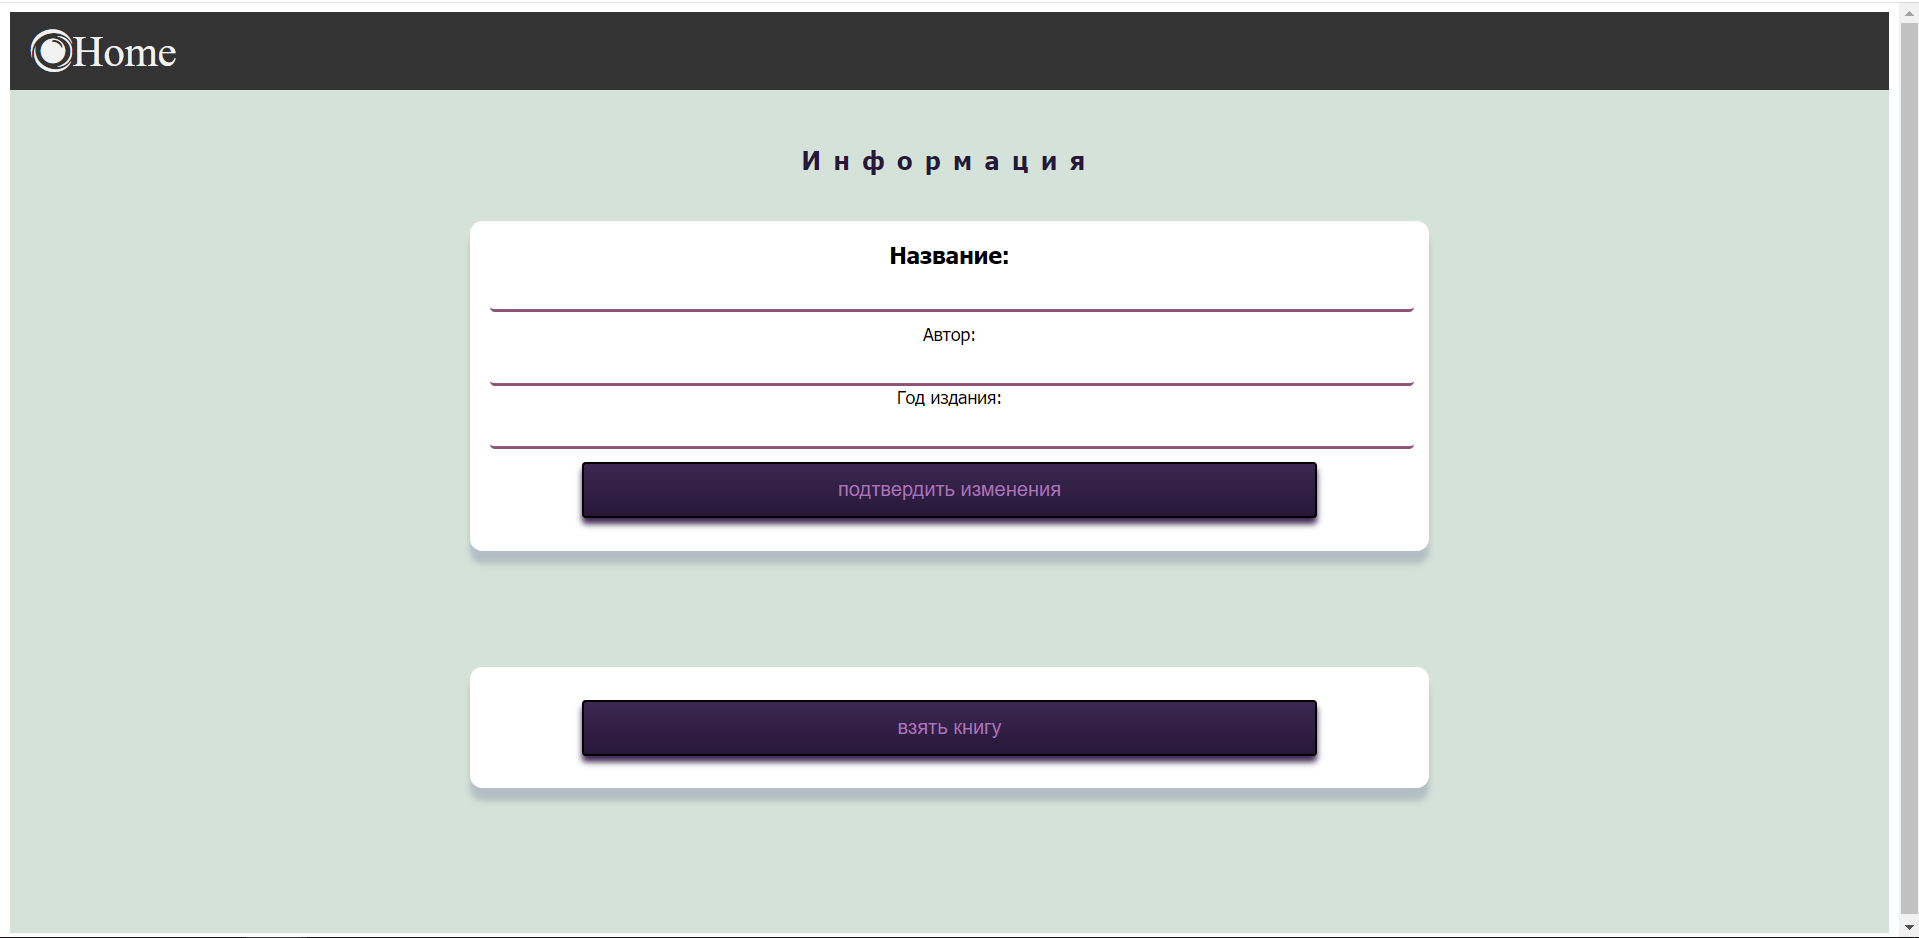 Home
Информация
Название:
Автор:
Год издания:
подтвердить изменения
взять книгу